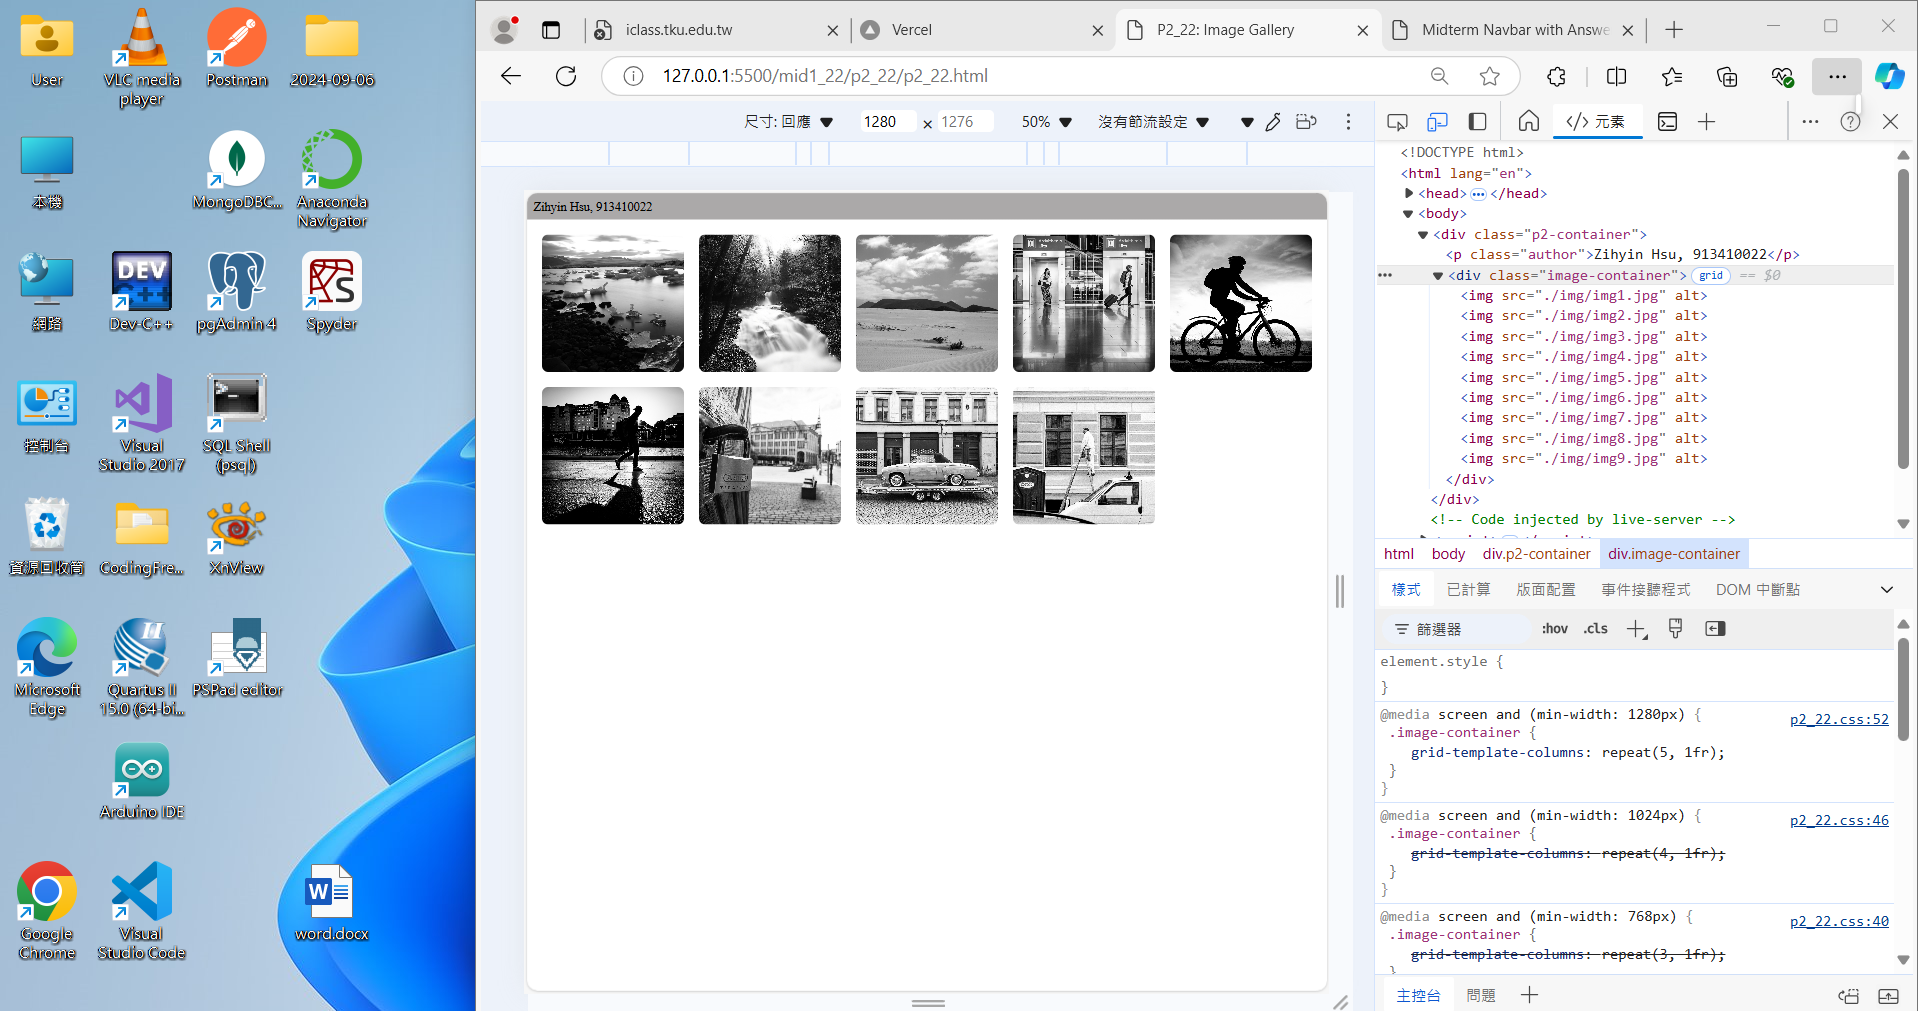 User
VLC media player
Postman
2024-09-06
本機
MongoDBC...
Anaconda Navigator
網路
Dev-C++
pgAdmin 4
Spyder
控制台
Visual Studio 2017
SQL Shell (psql)
資源回收筒
CodingFre...
XnView
Microsoft Edge
Quartus II 15.0 (64-bi...
PSPad editor
Arduino IDE
Google Chrome
Visual Studio Code
word.docx
iclass.tku.edu.tw
Vercel
P2_22: Image Gallery
Midterm Navbar with Answe
127.0.0.1:5500/mid1_22/p2_22/p2_22.html
尺寸: 回應 1280 × 1276 50% 沒有節流設定
Zihyin Hsu, 913410022
</> 元素
<!DOCTYPE html>
<html lang="en">
<head> ••• </head>
<body>
<div class="p2-container">
<p class="author">Zihyin Hsu, 913410022</p>
••• <div class="image-container"> grid == $0
<img src="./img/img1.jpg" alt>
<img src="./img/img2.jpg" alt>
<img src="./img/img3.jpg" alt>
<img src="./img/img4.jpg" alt>
<img src="./img/img5.jpg" alt>
<img src="./img/img6.jpg" alt>
<img src="./img/img7.jpg" alt>
<img src="./img/img8.jpg" alt>
<img src="./img/img9.jpg" alt>
</div>
</div>
<!-- Code injected by live-server -->
html body div.p2-container div.image-container
樣式 已計算 版面配置 事件接聽程式 DOM 中斷點
篩選器 :hov .cls
element.style {
}
@media screen and (min-width: 1280px) { p2_22.css:52
.image-container {
grid-template-columns: repeat(5, 1fr);
}
}
@media screen and (min-width: 1024px) { p2_22.css:46
.image-container {
grid-template-columns: repeat(4, 1fr);
}
}
@media screen and (min-width: 768px) { p2_22.css:40
.image-container {
grid-template-columns: repeat(3, 1fr);
}
主控台 問題